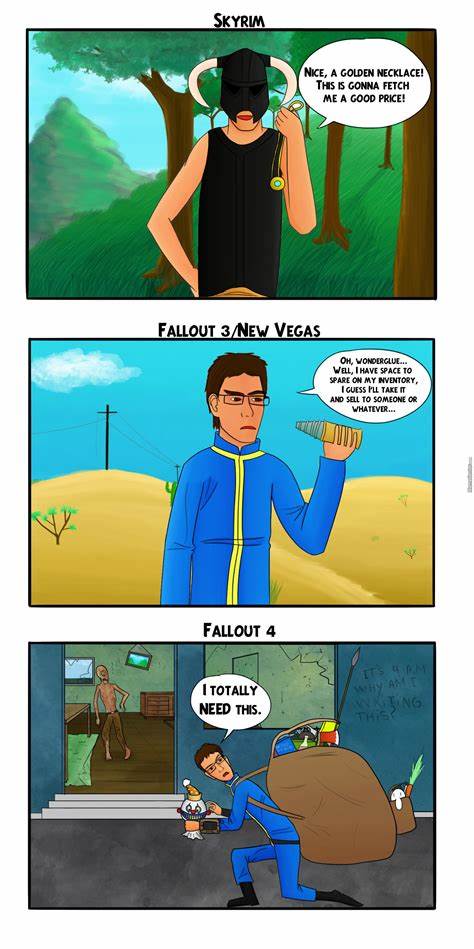 SKYRIM
NICE, A GOLDEN NECKLACE!
THIS IS GONNA FETCH
ME A GOOD PRICE!
FALLOUT 3/NEW VEGAS
OH, WONDERGLUE...
WELL, I HAVE SPACE TO
SPARE ON MY INVENTORY,
I GUESS I'LL TAKE IT
AND SELL TO SOMEONE OR
WHATEVER...
FALLOUT 4
I TOTALLY
NEED THIS.
IT'S 4 A.M
WHY AM I
WRITING
THIS?